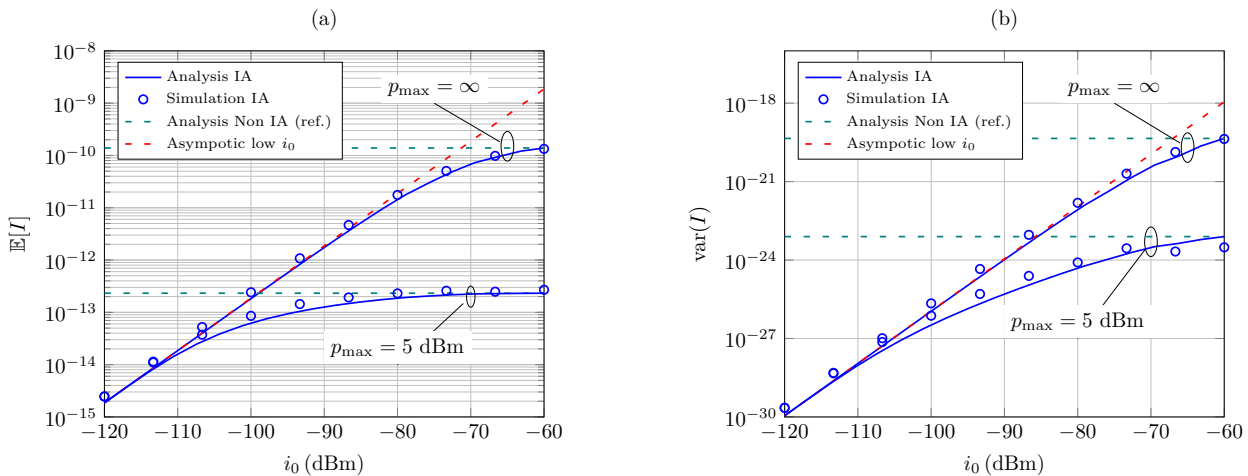 (a)
10⁻⁸
10⁻⁹
10⁻¹⁰
10⁻¹¹
10⁻¹²
10⁻¹³
10⁻¹⁴
10⁻¹⁵
𝔼[I]
Analysis IA
Simulation IA
Analysis Non IA (ref.)
Asympotic low i₀
p_max = ∞
p_max = 5 dBm
−120 −110 −100 −90 −80 −70 −60
i₀ (dBm)
(b)
10⁻¹⁸
10⁻²¹
10⁻²⁴
10⁻²⁷
10⁻³⁰
var(I)
Analysis IA
Simulation IA
Analysis Non IA (ref.)
Asympotic low i₀
p_max = ∞
p_max = 5 dBm
−120 −110 −100 −90 −80 −70 −60
i₀ (dBm)